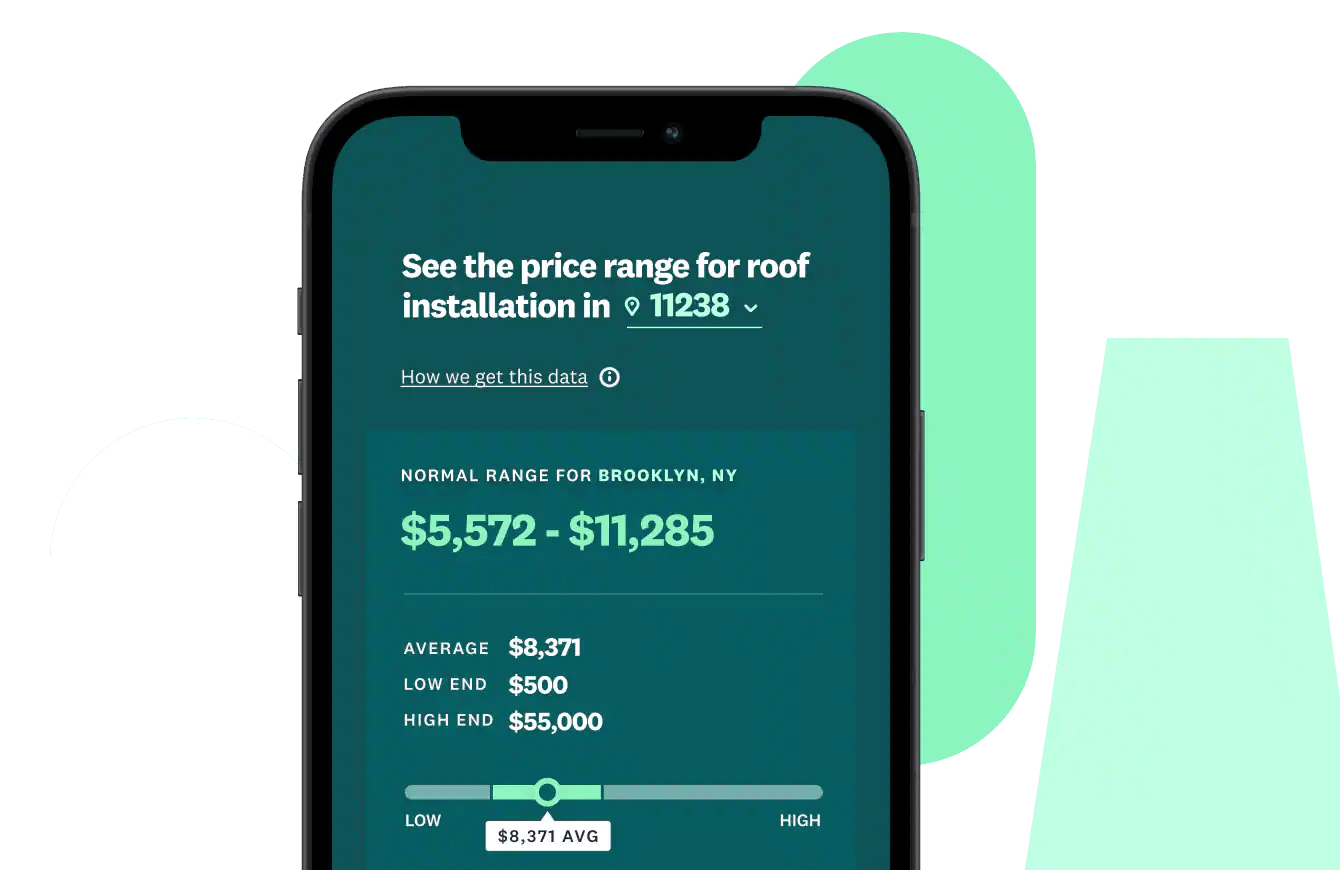 See the price range for roof
installation in 11238
How we get this data
NORMAL RANGE FOR BROOKLYN, NY
$5,572 - $11,285
AVERAGE $8,371
LOW END $500
HIGH END $55,000
LOW HIGH
$8,371 AVG